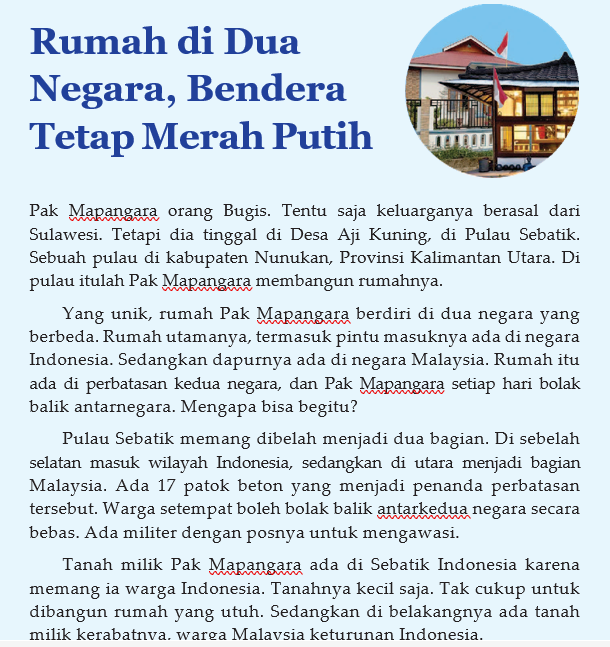 Rumah di Dua
Negara, Bendera
Tetap Merah Putih
Pak Mapangara orang Bugis. Tentu saja keluarganya berasal dari
Sulawesi. Tetapi dia tinggal di Desa Aji Kuning, di Pulau Sebatik.
Sebuah pulau di kabupaten Nunukan, Provinsi Kalimantan Utara. Di
pulau itulah Pak Mapangara membangun rumahnya.
Yang unik, rumah Pak Mapangara berdiri di dua negara yang
berbeda. Rumah utamanya, termasuk pintu masuknya ada di negara
Indonesia. Sedangkan dapurnya ada di negara Malaysia. Rumah itu
ada di perbatasan kedua negara, dan Pak Mapangara setiap hari bolak
balik antarnegara. Mengapa bisa begitu?
Pulau Sebatik memang dibelah menjadi dua bagian. Di sebelah
selatan masuk wilayah Indonesia, sedangkan di utara menjadi bagian
Malaysia. Ada 17 patok beton yang menjadi penanda perbatasan
tersebut. Warga setempat boleh bolak balik antarkedua negara secara
bebas. Ada militer dengan posnya untuk mengawasi.
Tanah milik Pak Mapangara ada di Sebatik Indonesia karena
memang ia warga Indonesia. Tanahnya kecil saja. Tak cukup untuk
dibangun rumah yang utuh. Sedangkan di belakangnya ada tanah
milik kerabatnya, warga Malaysia keturunan Indonesia.